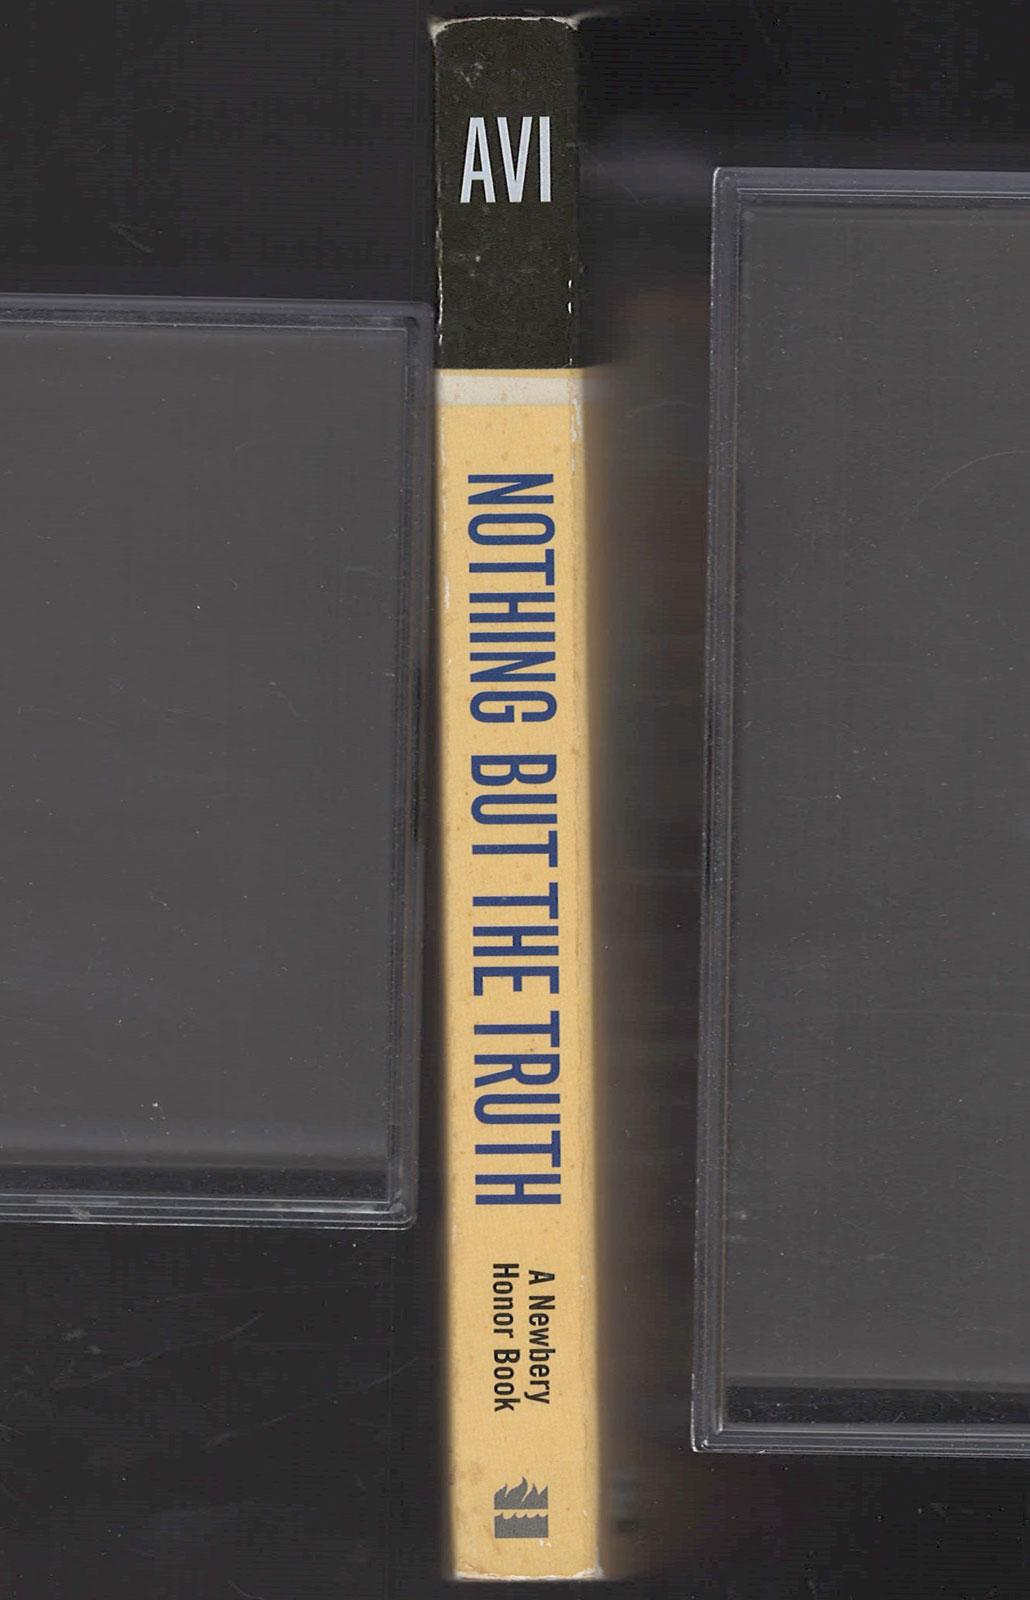 AVI
NOTHING BUT THE TRUTH
A Newbery
Honor Book